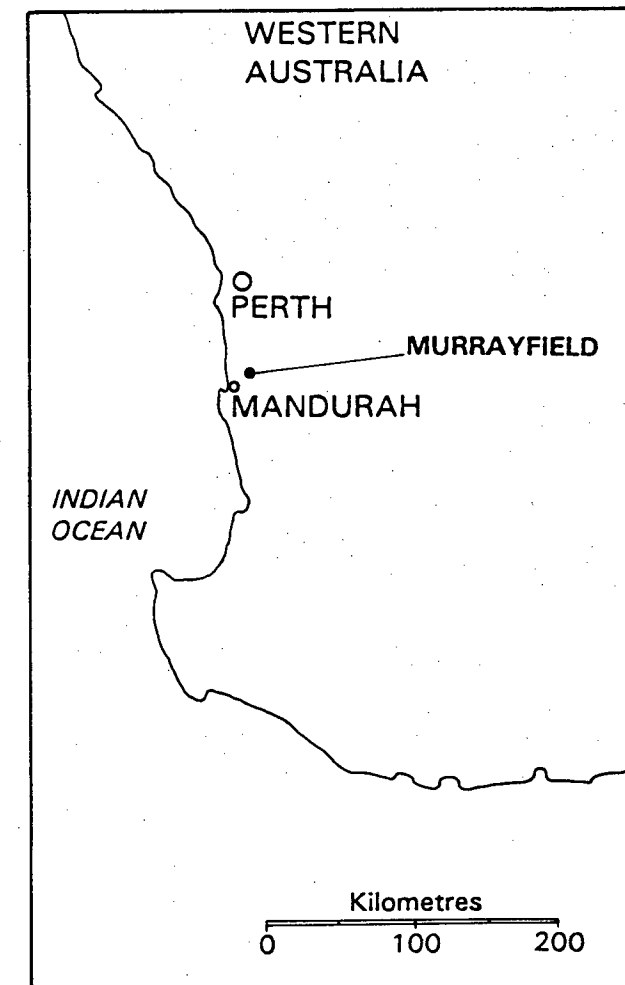 WESTERN
AUSTRALIA
PERTH
MURRAYFIELD
MANDURAH
INDIAN
OCEAN
Kilometres
0 100 200